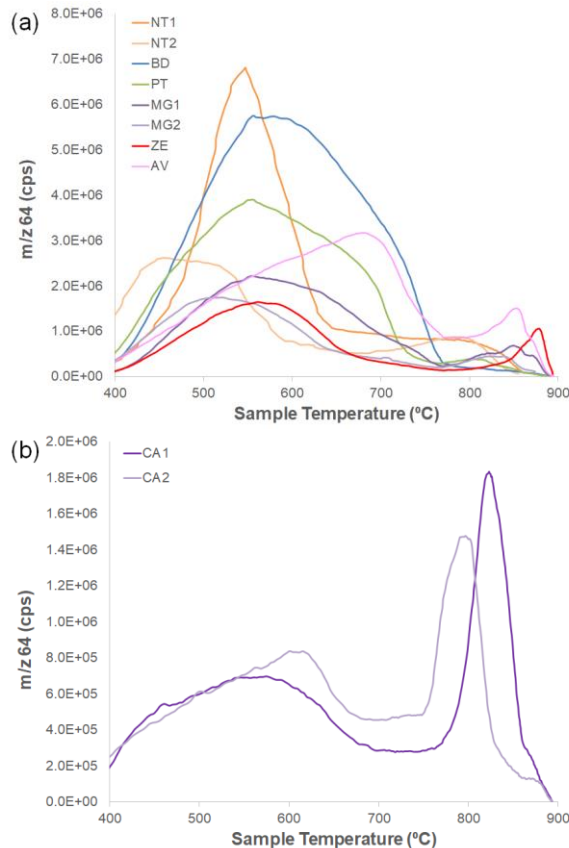 (a)
8.0E+06
7.0E+06
6.0E+06
5.0E+06
4.0E+06
3.0E+06
2.0E+06
1.0E+06
0.0E+00
m/z 64 (cps)
NT1
NT2
BD
PT
MG1
MG2
ZE
AV
400 500 600 700 800 900
Sample Temperature (ºC)
(b)
2.0E+06
1.8E+06
1.6E+06
1.4E+06
1.2E+06
1.0E+06
8.0E+05
6.0E+05
4.0E+05
2.0E+05
0.0E+00
m/z 64 (cps)
CA1
CA2
400 500 600 700 800 900
Sample Temperature (ºC)